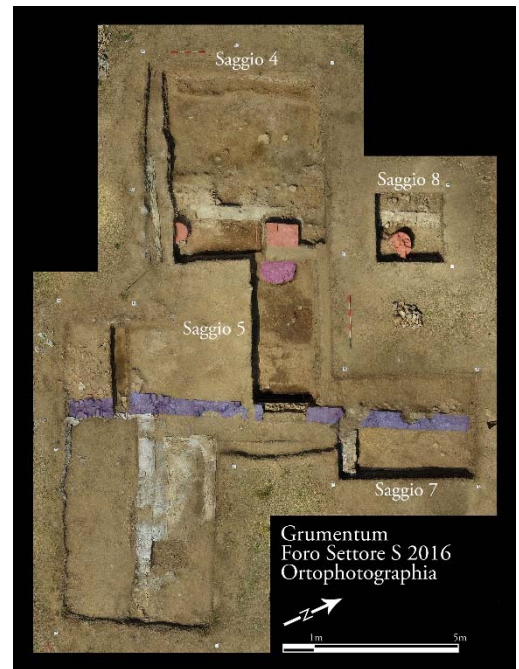 Saggio 4
Saggio 8
Saggio 5
Saggio 7
Grumentum
Foro Settore S 2016
Ortophotographia
N
1m 5m